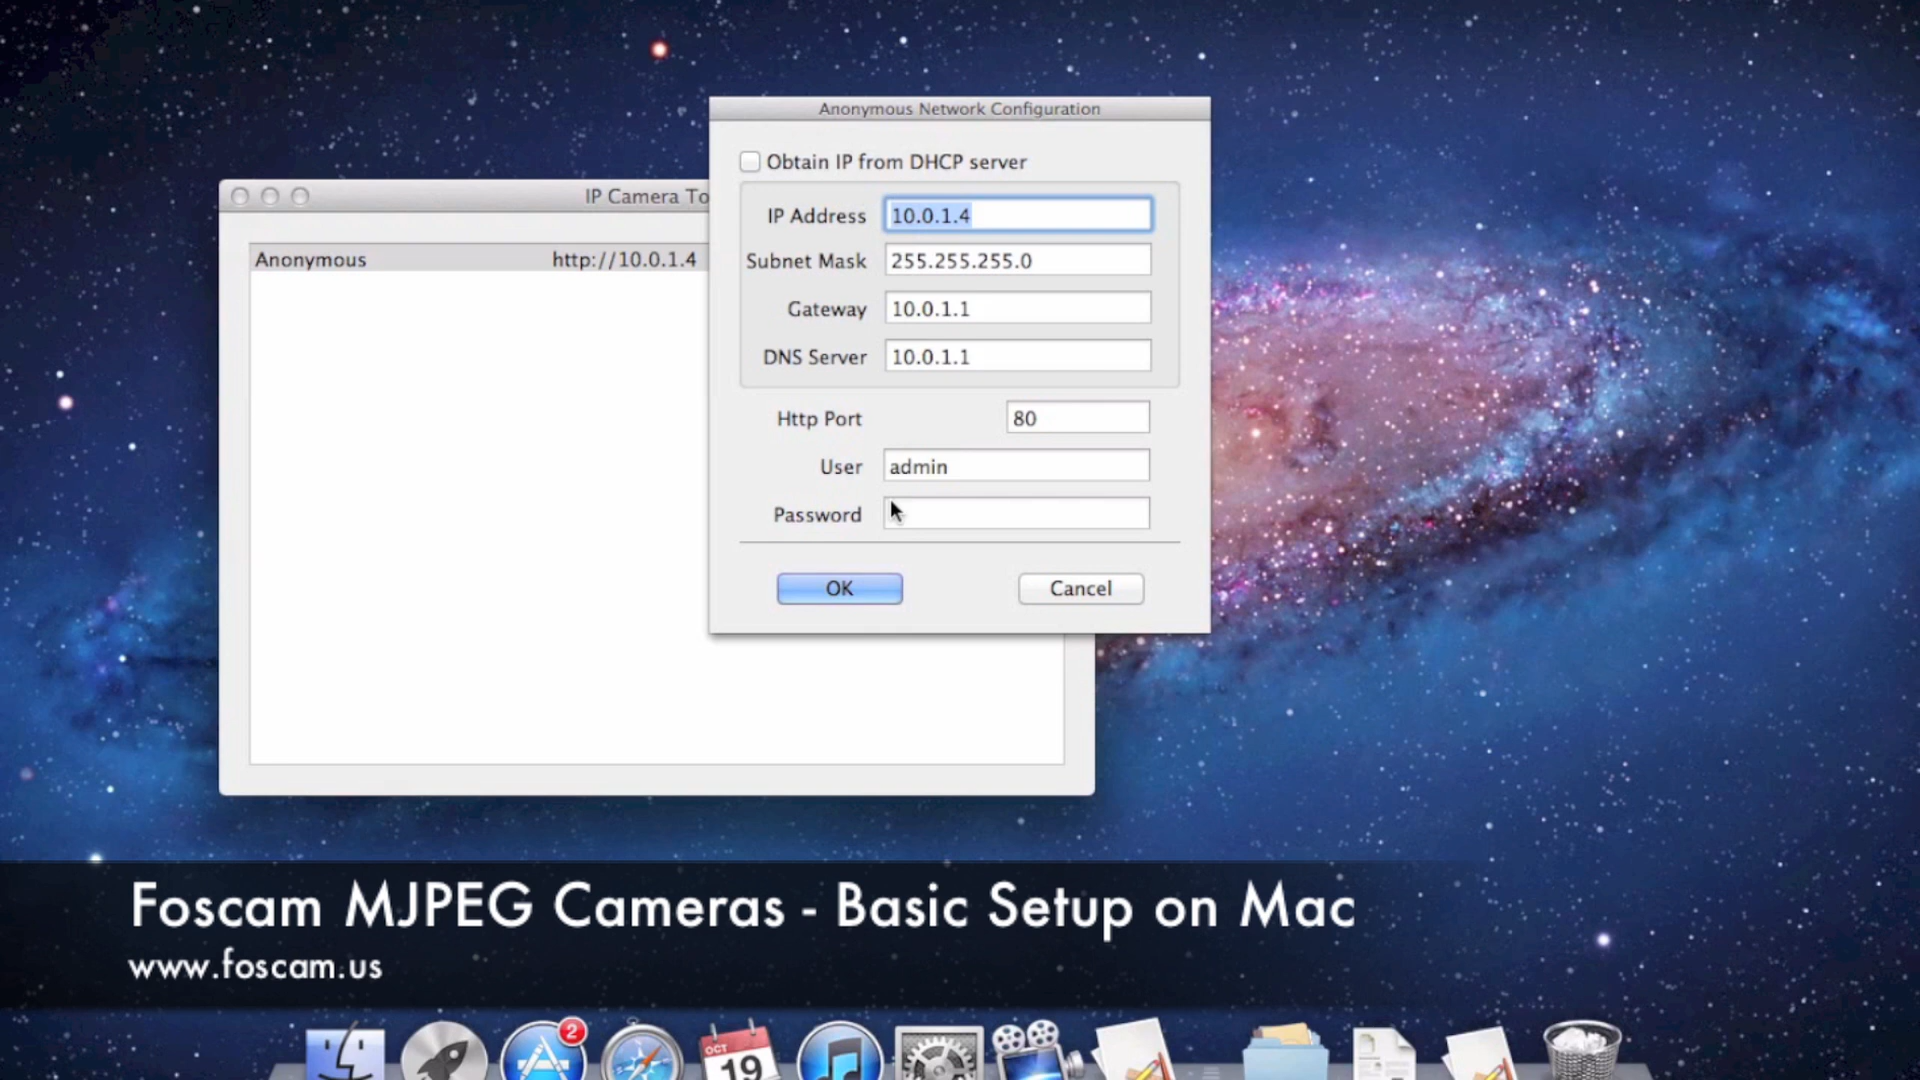 Anonymous Network Configuration
Obtain IP from DHCP server
IP Camera To
IP Address 10.0.1.4
Subnet Mask 255.255.255.0
Anonymous http://10.0.1.4
Gateway 10.0.1.1
DNS Server 10.0.1.1
Http Port 80
User admin
Password
OK Cancel
Foscam MJPEG Cameras - Basic Setup on Mac
www.foscam.us
2
OCT
19